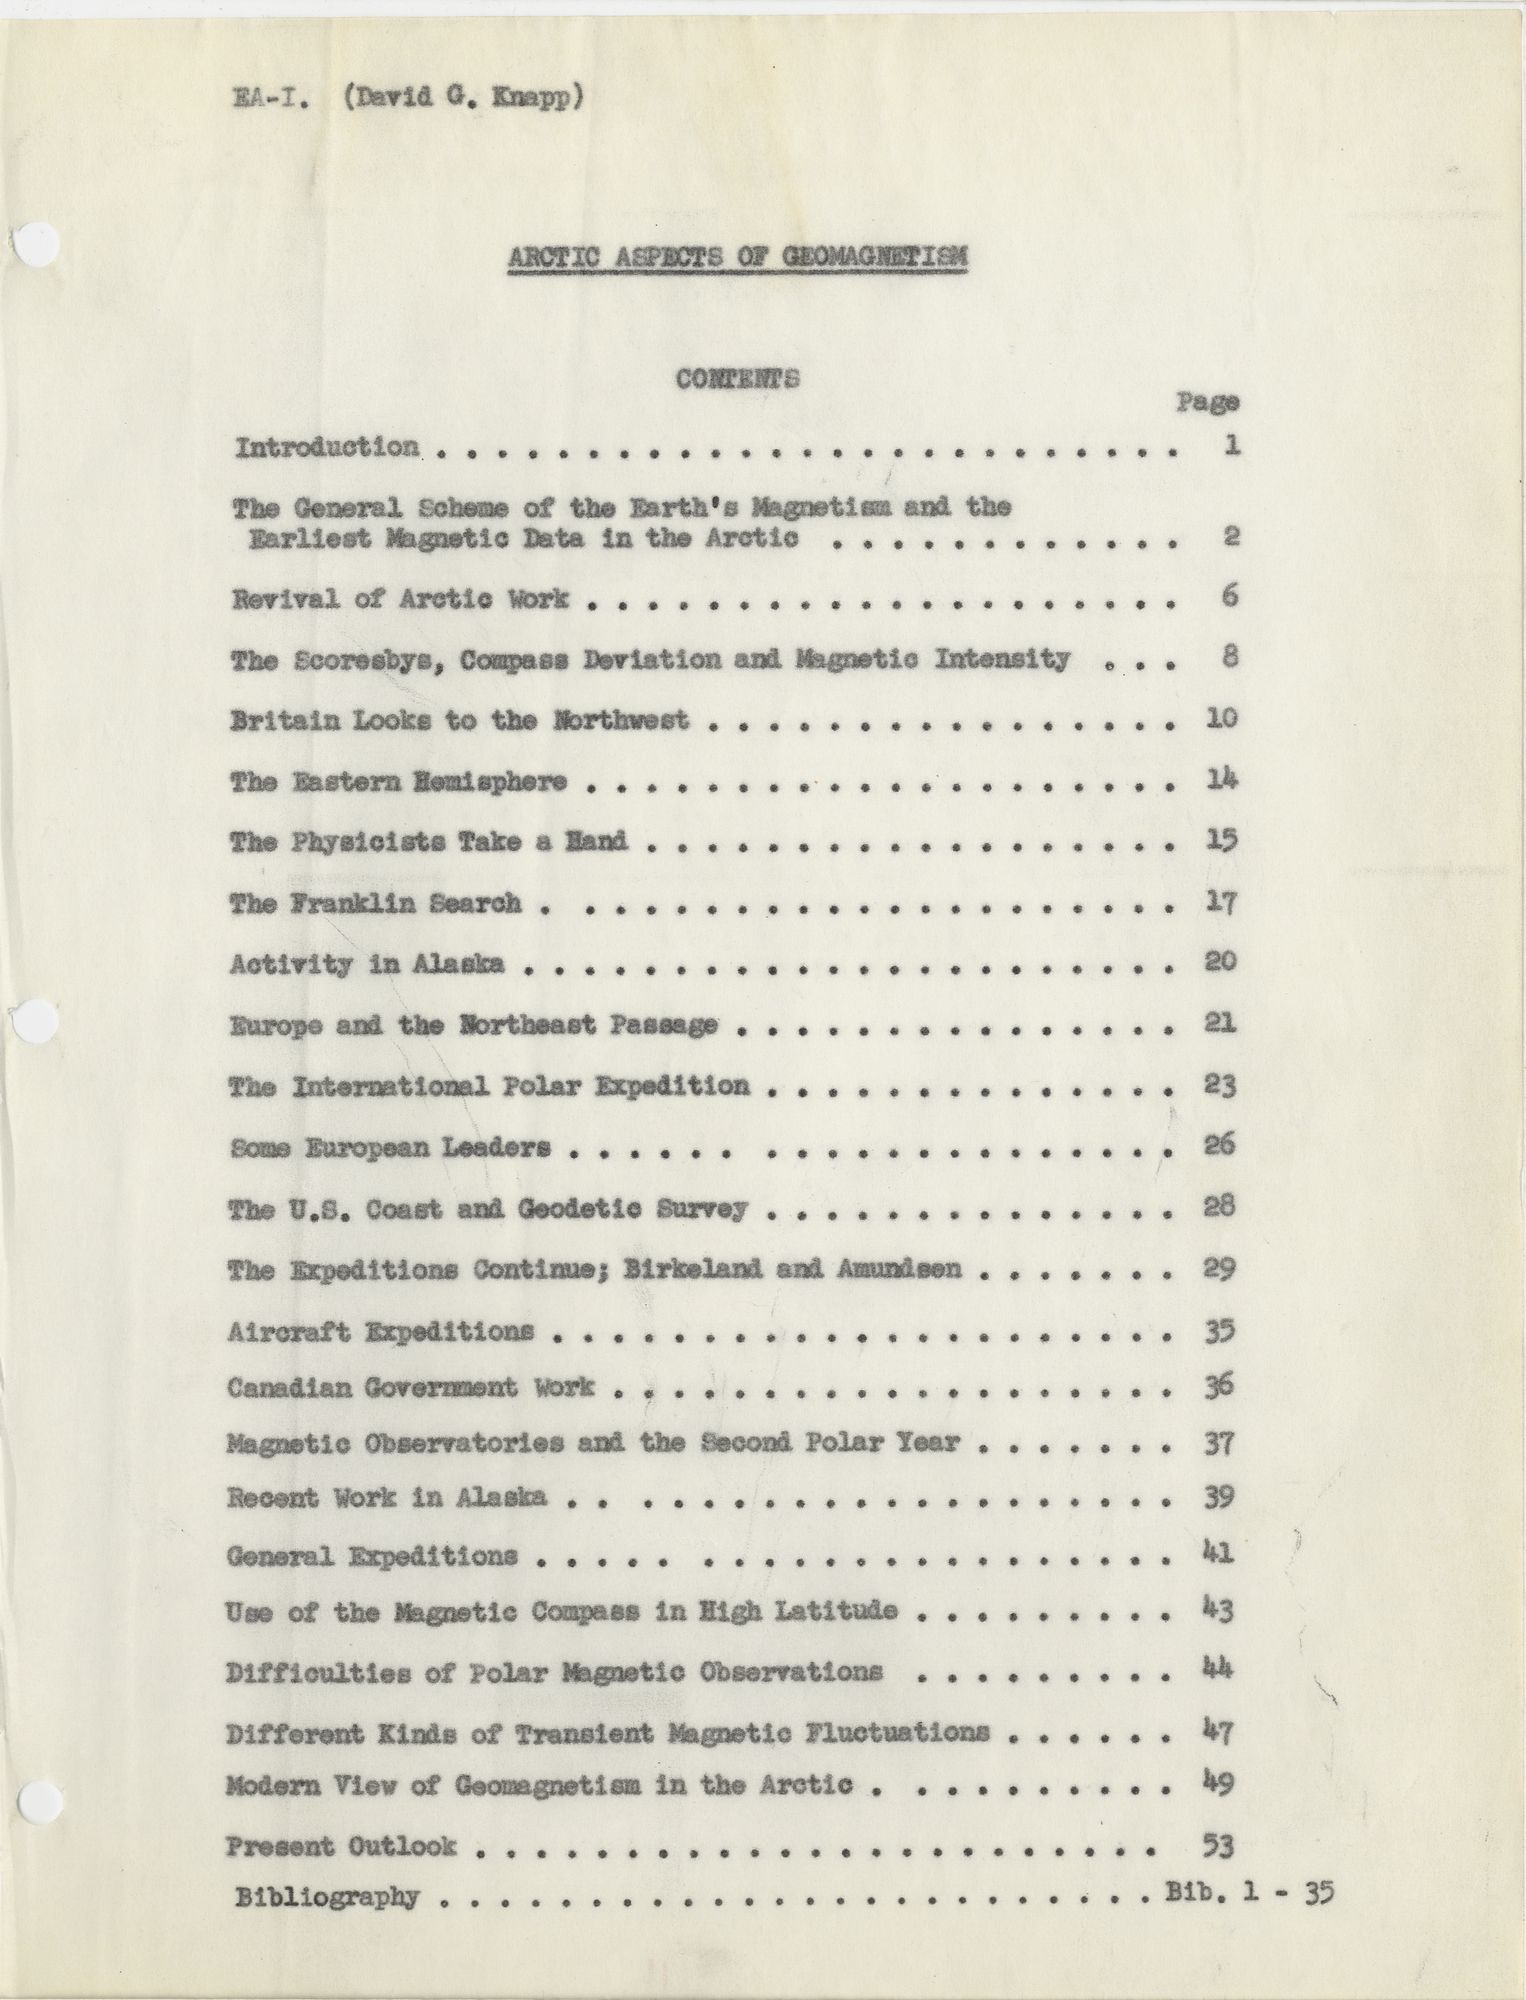 EA-I. (David G. Knapp)
ARCTIC ASPECTS OF GEOMAGNETISM
CONTENTS
Page
Introduction . . . . . . . . . . . . . . . . . . . . . . . . . 1
The General Scheme of the Earth's Magnetism and the
Earliest Magnetic Data in the Arctic . . . . . . . . . . . . 2
Revival of Arctic Work . . . . . . . . . . . . . . . . . . . . 6
The Scoresbys, Compass Deviation and Magnetic Intensity . . . 8
Britain Looks to the Northwest . . . . . . . . . . . . . . . . 10
The Eastern Hemisphere . . . . . . . . . . . . . . . . . . . . 14
The Physicists Take a Hand . . . . . . . . . . . . . . . . . . 15
The Franklin Search . . . . . . . . . . . . . . . . . . . . . 17
Activity in Alaska . . . . . . . . . . . . . . . . . . . . . . 20
Europe and the Northeast Passage . . . . . . . . . . . . . . . 21
The International Polar Expedition . . . . . . . . . . . . . . 23
Some European Leaders . . . . . . . . . . . . . . . . . . . . 26
The U.S. Coast and Geodetic Survey . . . . . . . . . . . . . . 28
The Expeditions Continue; Birkeland and Amundsen . . . . . . . 29
Aircraft Expeditions . . . . . . . . . . . . . . . . . . . . . 35
Canadian Government Work . . . . . . . . . . . . . . . . . . . 36
Magnetic Observatories and the Second Polar Year . . . . . . . 37
Recent Work in Alaska . . . . . . . . . . . . . . . . . . . . 39
General Expeditions . . . . . . . . . . . . . . . . . . . . . 41
Use of the Magnetic Compass in High Latitude . . . . . . . . . 43
Difficulties of Polar Magnetic Observations . . . . . . . . . 44
Different Kinds of Transient Magnetic Fluctuations . . . . . . 47
Modern View of Geomagnetism in the Arctic . . . . . . . . . . 49
Present Outlook . . . . . . . . . . . . . . . . . . . . . . . 53
Bibliography . . . . . . . . . . . . . . . . . . . . . . . . Bib. 1 - 35